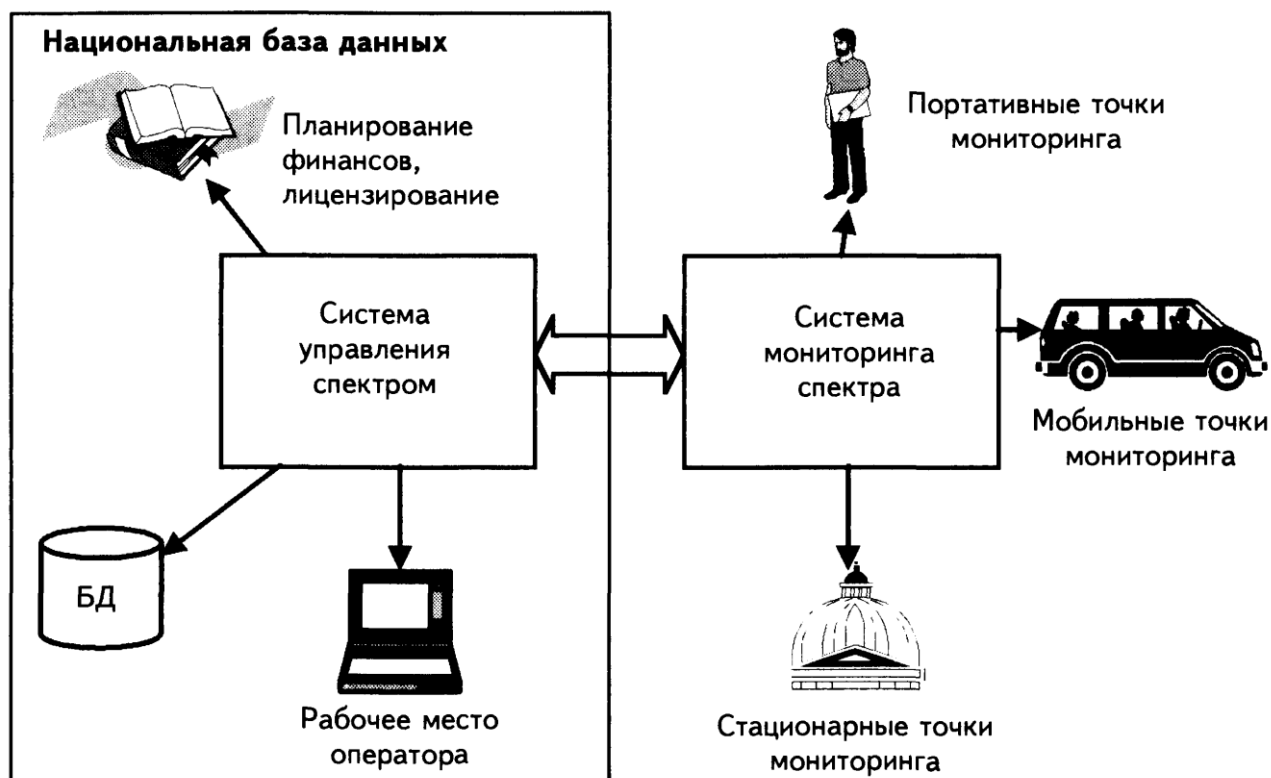 Национальная база данных
Планирование
финансов,
лицензирование
Система
управления
спектром
БД
Рабочее место
оператора
Портативные точки
мониторинга
Система
мониторинга
спектра
Мобильные точки
мониторинга
Стационарные точки
мониторинга